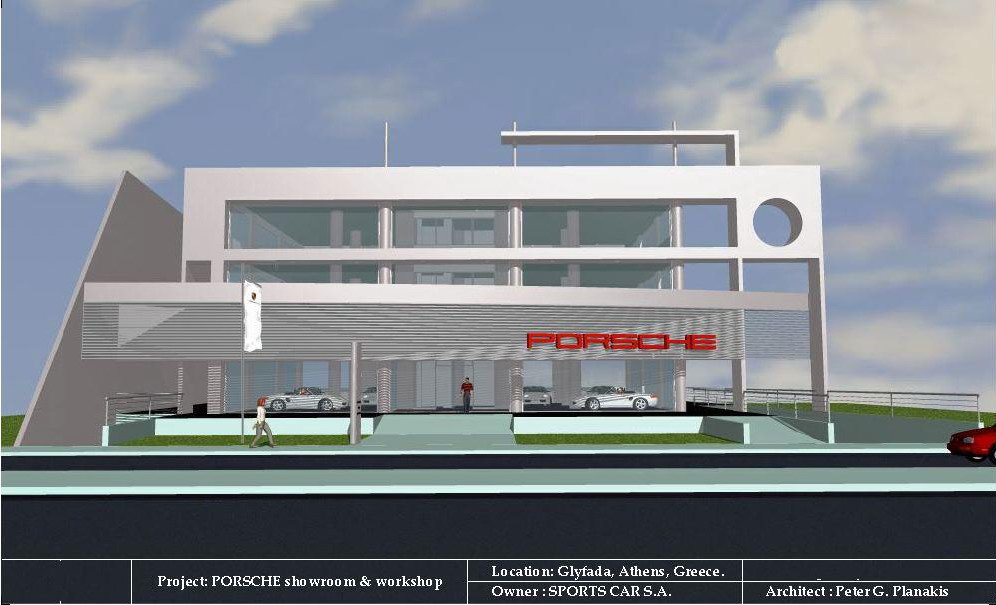 PORSCHE
Project: PORSCHE showroom & workshop
Location: Glyfada, Athens, Greece.
Owner : SPORTS CAR S.A.
Architect : Peter G. Planakis